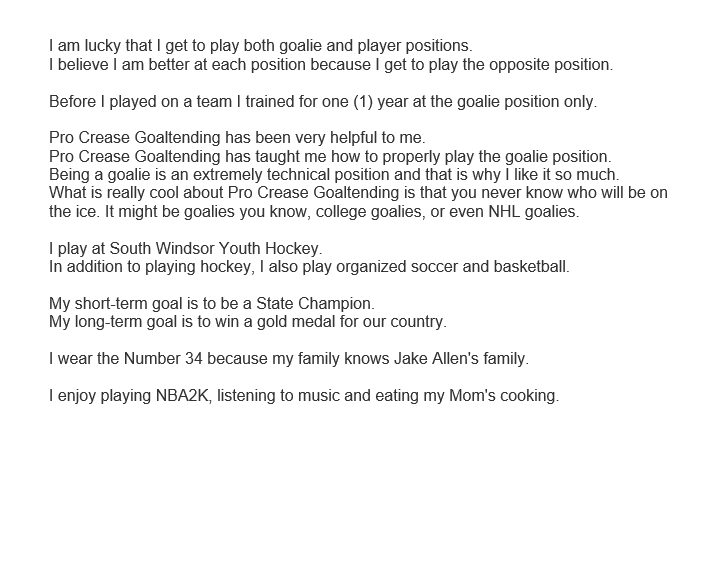 I am lucky that I get to play both goalie and player positions.
I believe I am better at each position because I get to play the opposite position.
Before I played on a team I trained for one (1) year at the goalie position only.
Pro Crease Goaltending has been very helpful to me.
Pro Crease Goaltending has taught me how to properly play the goalie position.
Being a goalie is an extremely technical position and that is why I like it so much.
What is really cool about Pro Crease Goaltending is that you never know who will be on
the ice. It might be goalies you know, college goalies, or even NHL goalies.
I play at South Windsor Youth Hockey.
In addition to playing hockey, I also play organized soccer and basketball.
My short-term goal is to be a State Champion.
My long-term goal is to win a gold medal for our country.
I wear the Number 34 because my family knows Jake Allen's family.
I enjoy playing NBA2K, listening to music and eating my Mom's cooking.